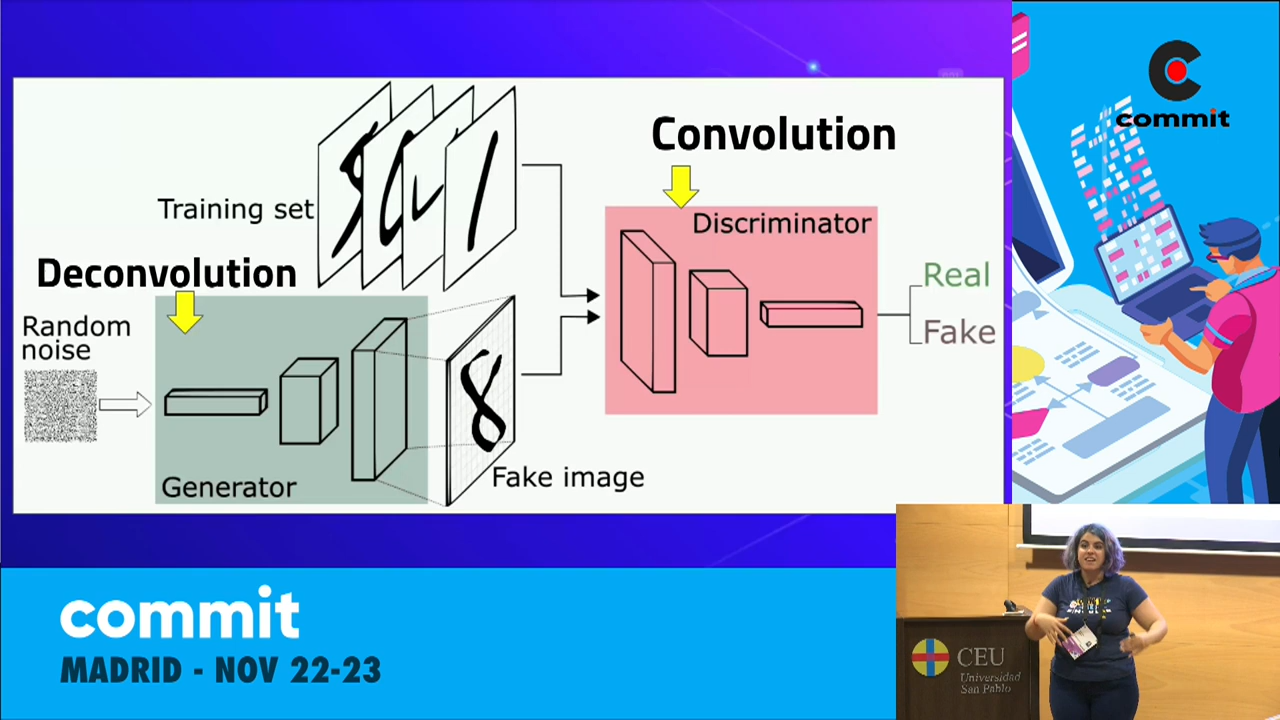 Convolution
Training set
Discriminator
Deconvolution
Random
noise
Real
Fake
8
Generator
Fake image
commit
commit
MADRID - NOV 22-23
CEU
Universidad
San Pablo